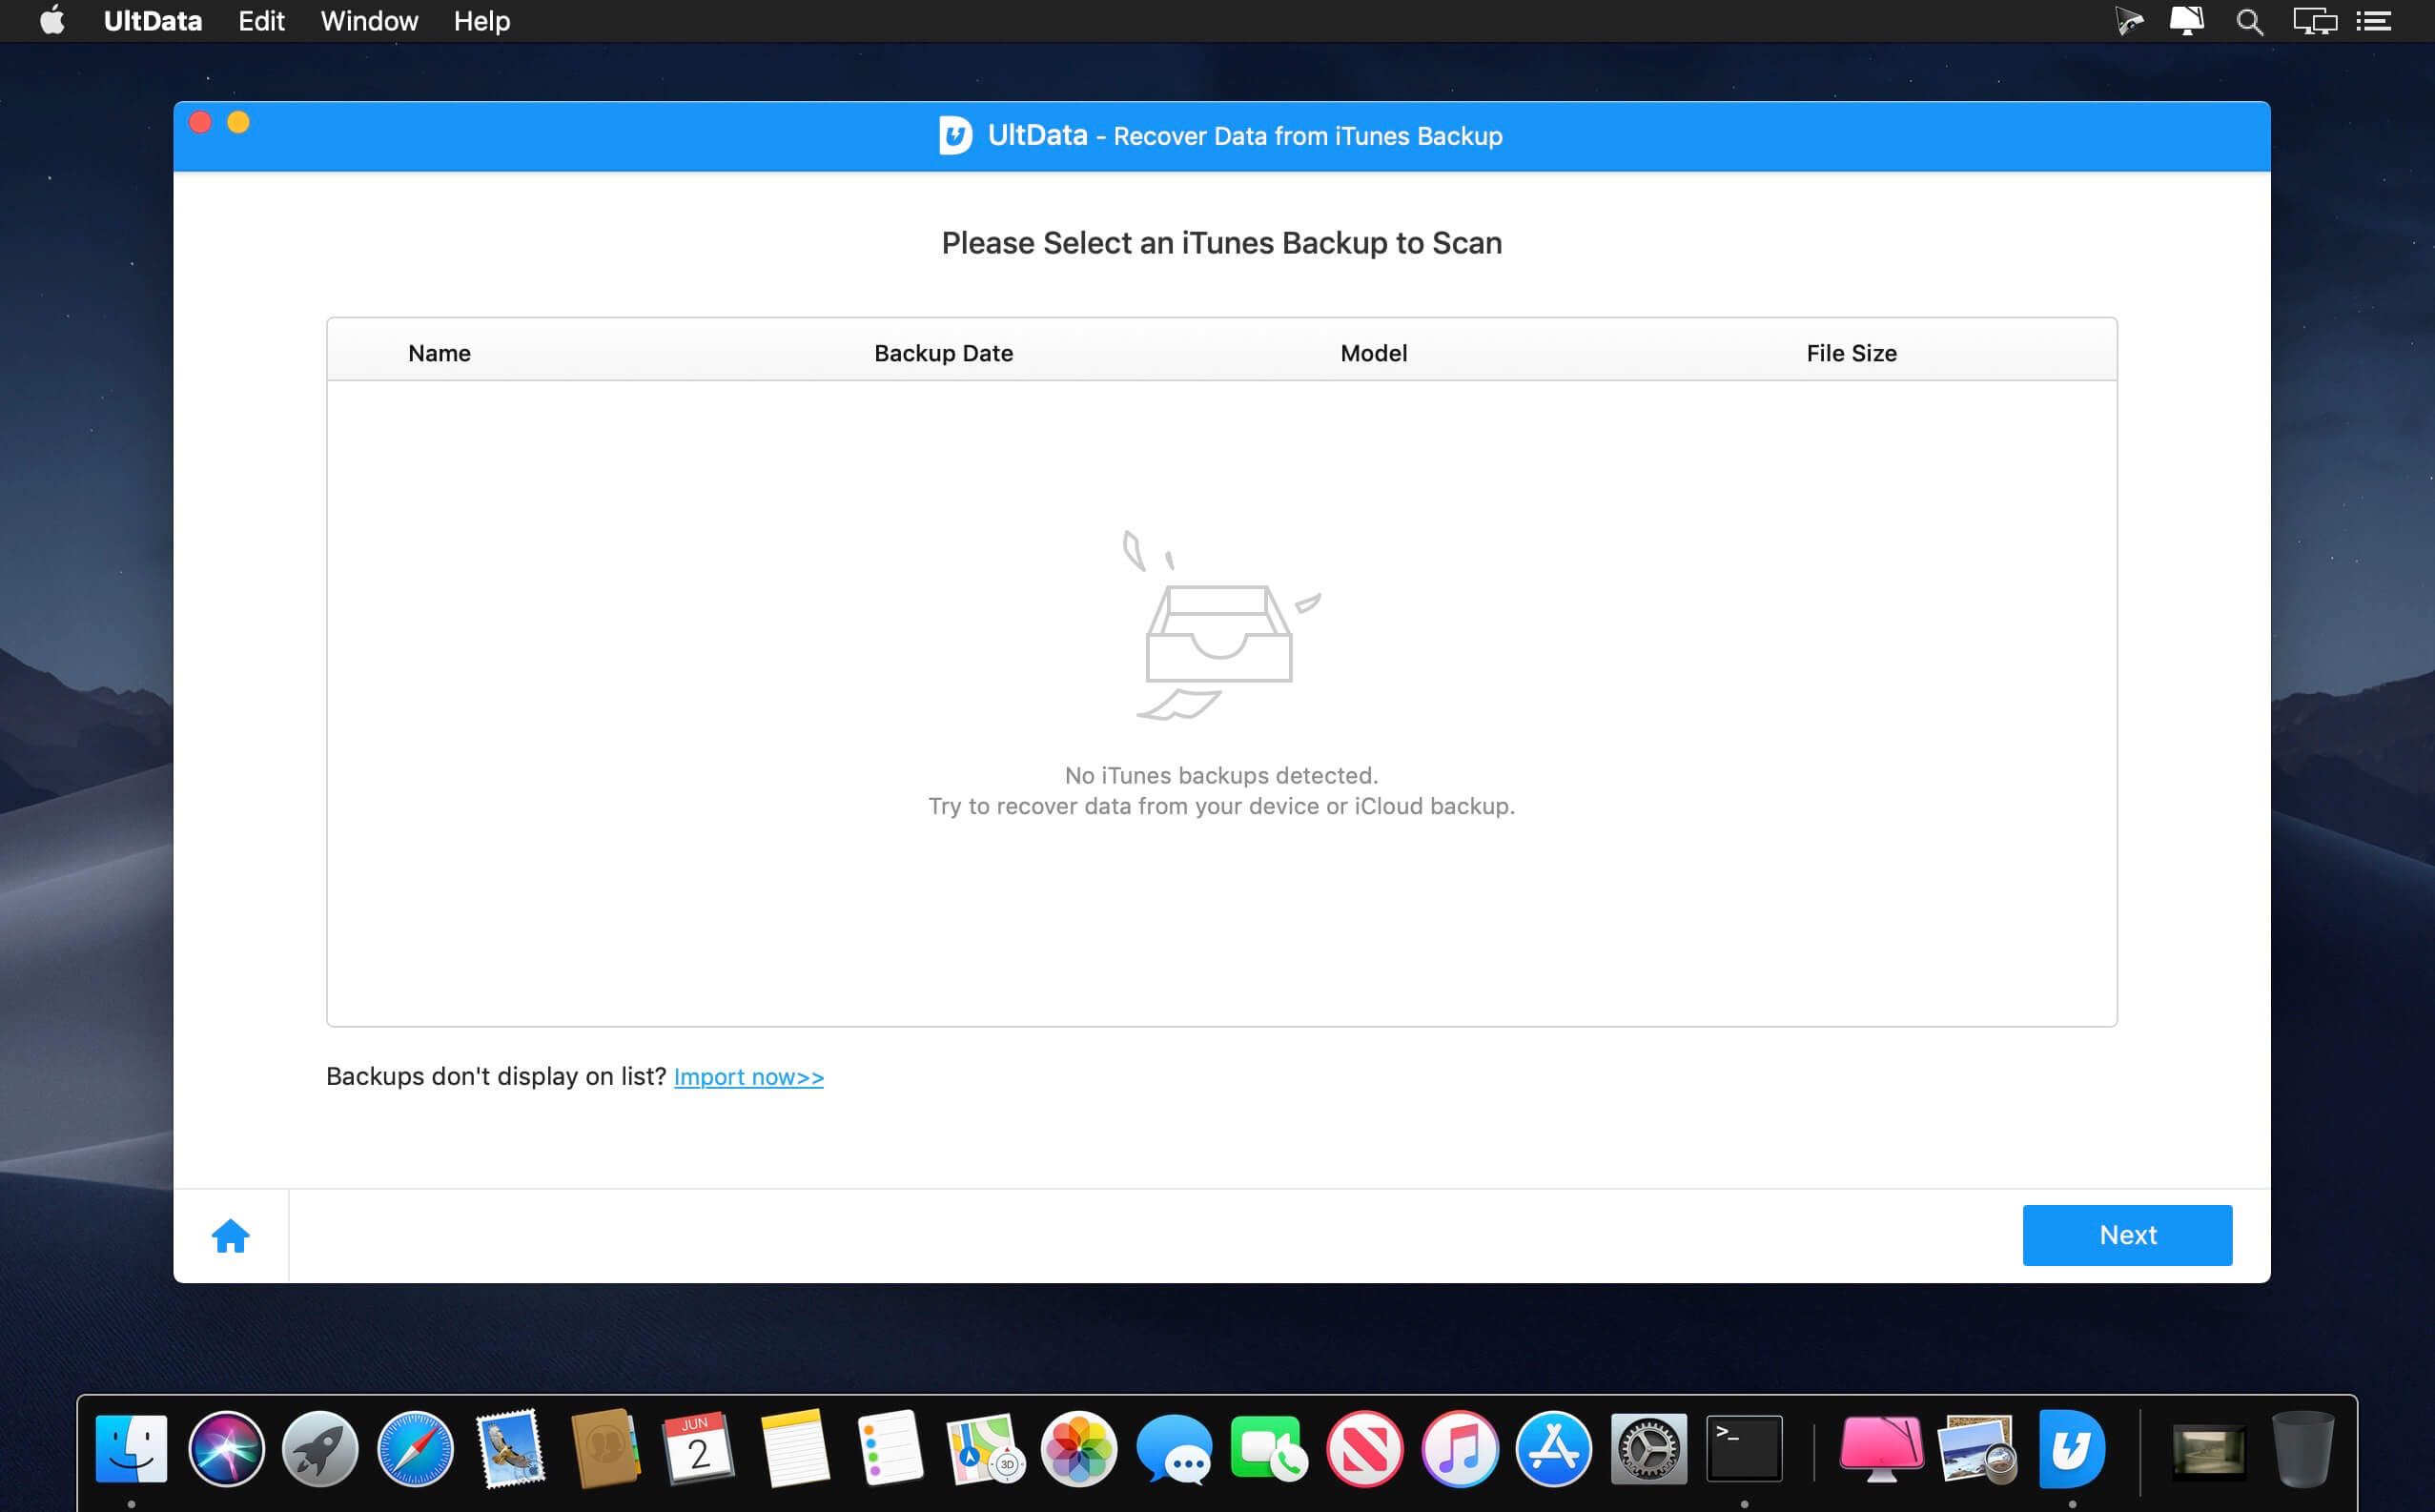 UltData Edit Window Help
UltData - Recover Data from iTunes Backup
Please Select an iTunes Backup to Scan
Name Backup Date Model File Size
No iTunes backups detected.
Try to recover data from your device or iCloud backup.
Backups don't display on list? Import now>>
Next
JUN
2
3D
>_